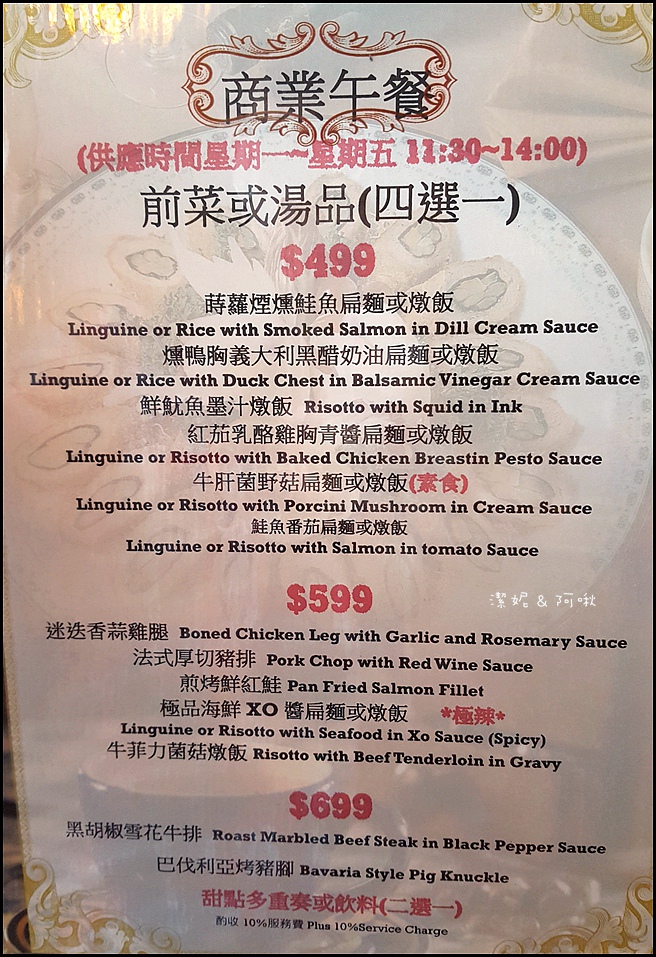 商業午餐
(供應時間星期一~星期五 11:30~14:00)
前菜或湯品(四選一)
$499
蒔蘿煙燻鮭魚扁麵或燉飯
Linguine or Rice with Smoked Salmon in Dill Cream Sauce
燻鴨胸義大利黑醋奶油扁麵或燉飯
Linguine or Rice with Duck Chest in Balsamic Vinegar Cream Sauce
鮮魷魚墨汁燉飯 Risotto with Squid in Ink
紅茄乳酪雞胸青醬扁麵或燉飯
Linguine or Risotto with Baked Chicken Breastin Pesto Sauce
牛肝菌野菇扁麵或燉飯(素食)
Linguine or Risotto with Porcini Mushroom in Cream Sauce
鮭魚番茄扁麵或燉飯
Linguine or Risotto with Salmon in tomato Sauce
$599
潔妮 & 阿啾
迷迭香蒜雞腿 Boned Chicken Leg with Garlic and Rosemary Sauce
法式厚切豬排 Pork Chop with Red Wine Sauce
煎烤鮮紅鮭 Pan Fried Salmon Fillet
極品海鮮 XO 醬扁麵或燉飯 *極辣*
Linguine or Risotto with Seafood in Xo Sauce (Spicy)
牛菲力菌菇燉飯 Risotto with Beef Tenderloin in Gravy
$699
黑胡椒雪花牛排 Roast Marbled Beef Steak in Black Pepper Sauce
巴伐利亞烤豬腳 Bavaria Style Pig Knuckle
甜點多重奏或飲料(二選一)
酌收 10%服務費 Plus 10%Service Charge